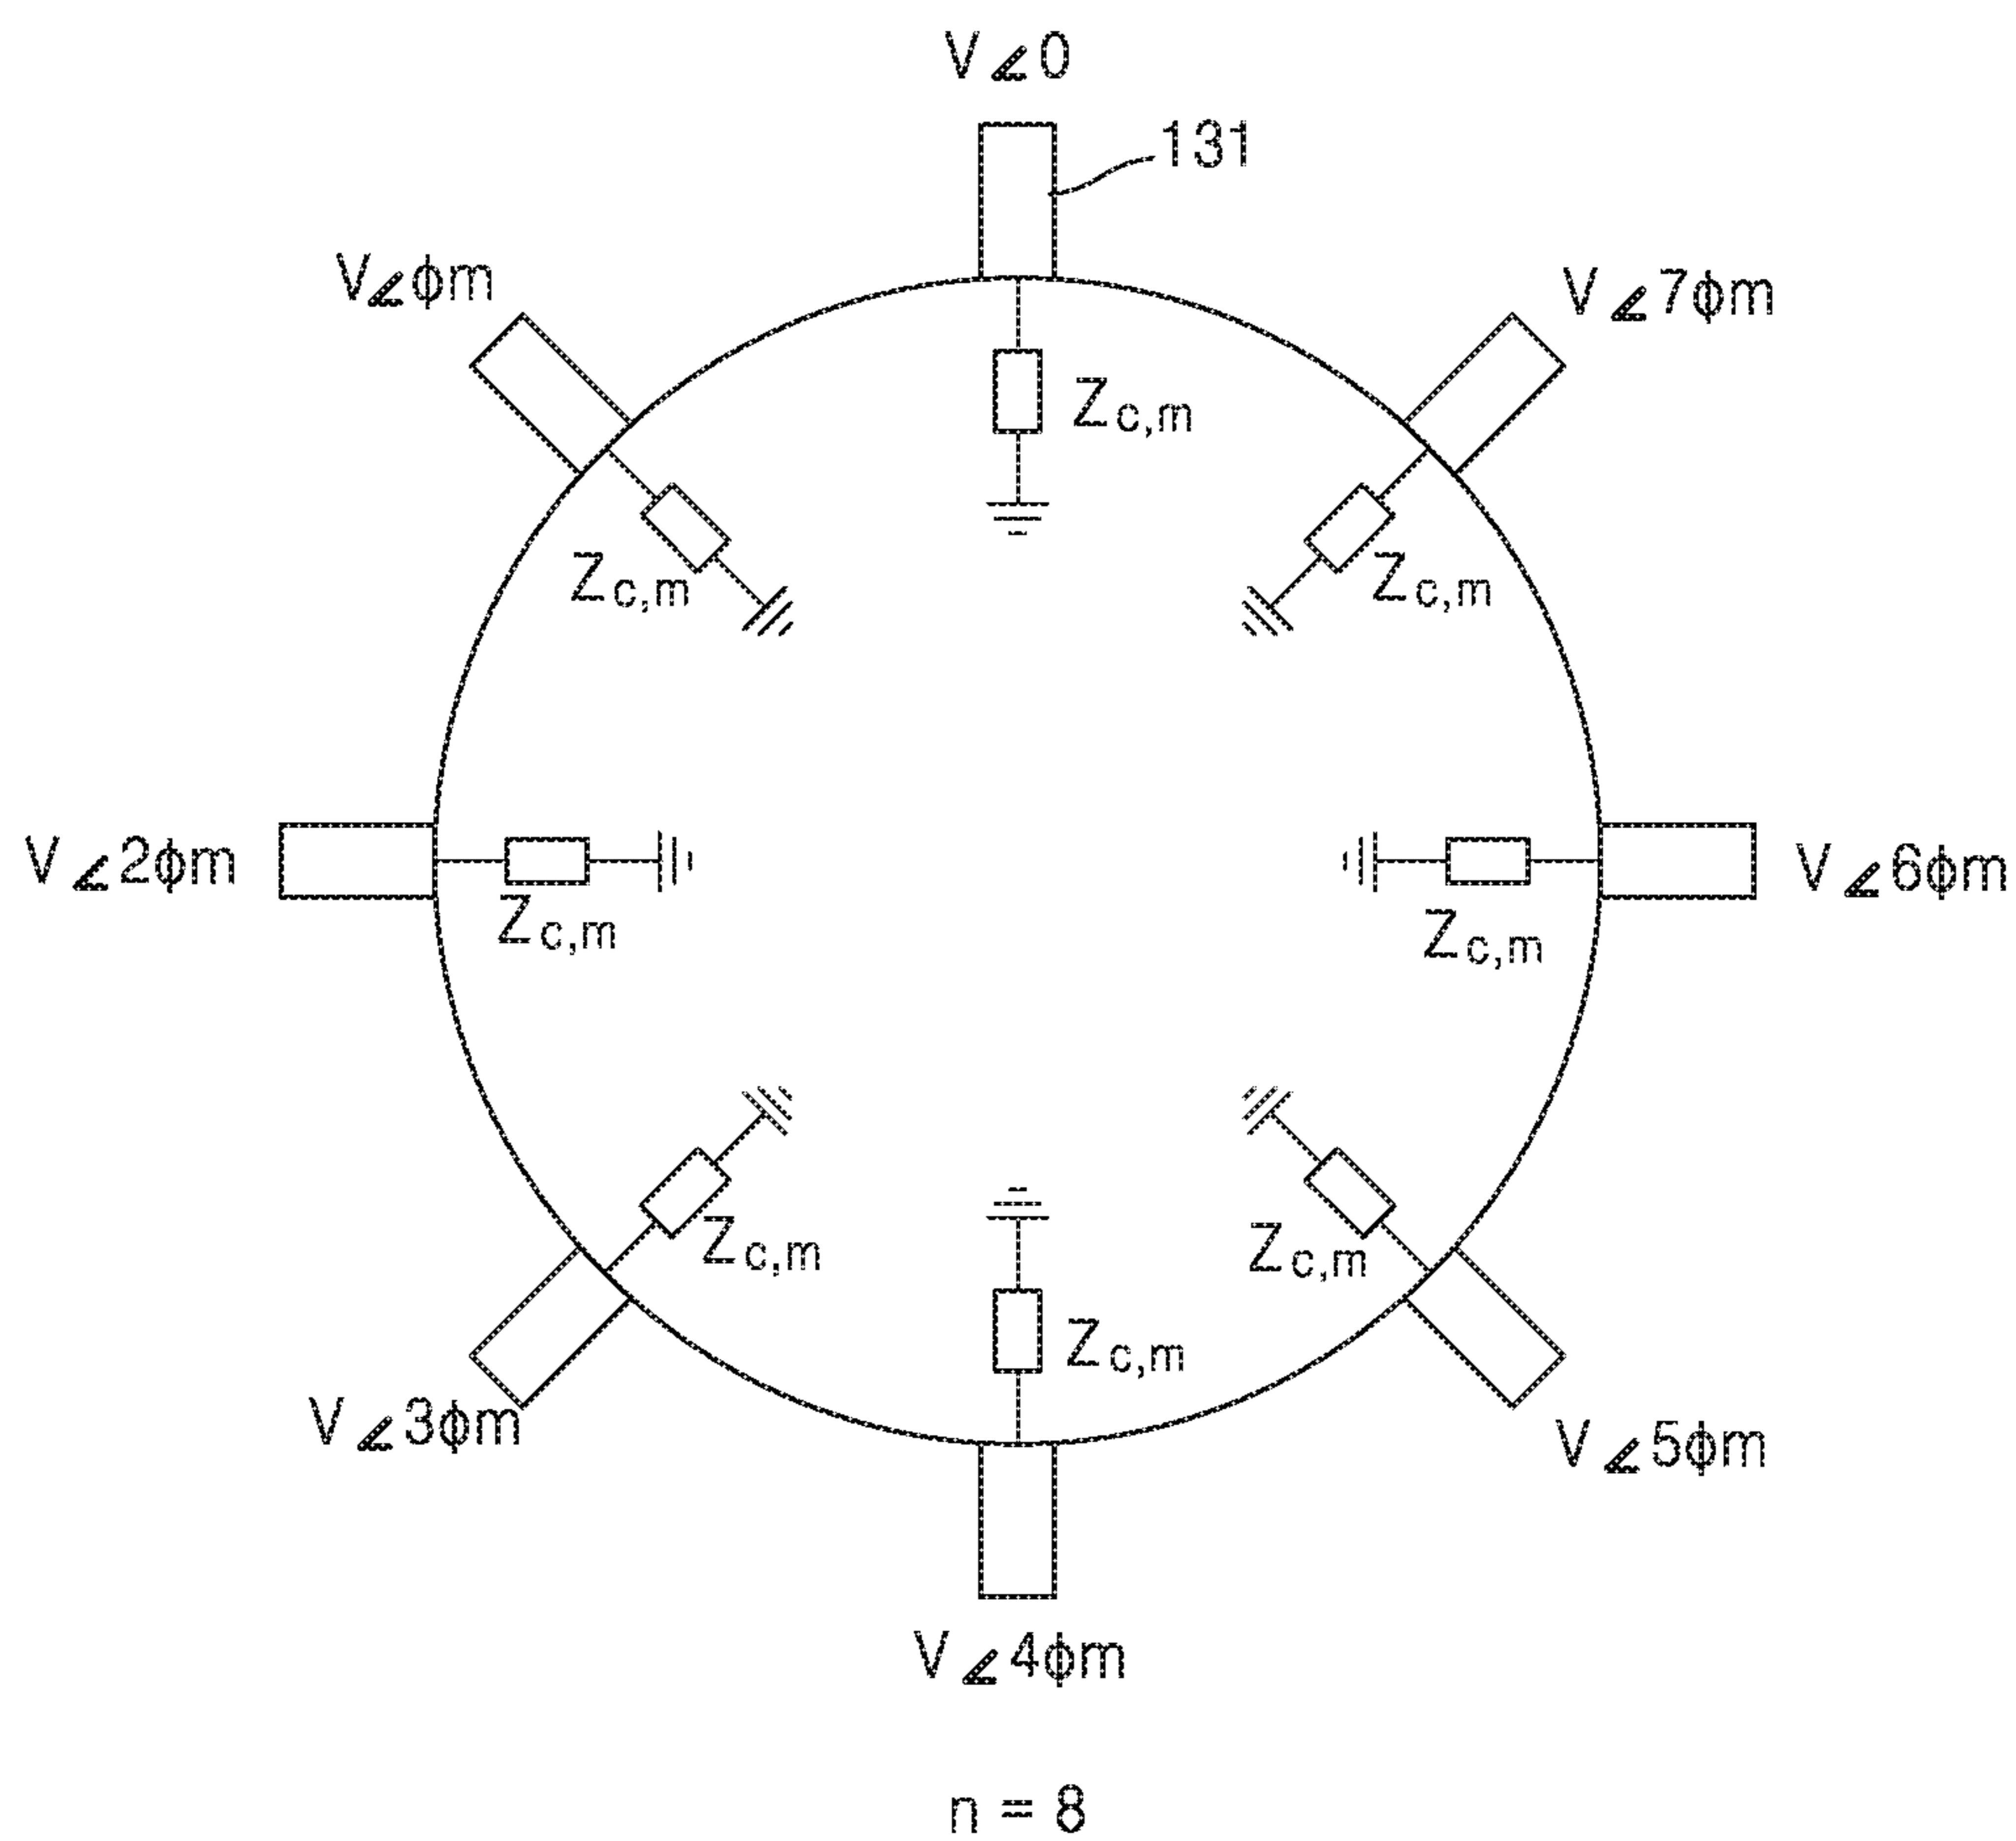 V∠0
131
V∠ϕm
V∠7ϕm
Zc,m
Zc,m
Zc,m
V∠2ϕm
Zc,m
Zc,m
V∠6ϕm
Zc,m
Zc,m
Zc,m
V∠3ϕm
V∠5ϕm
V∠4ϕm
n = 8